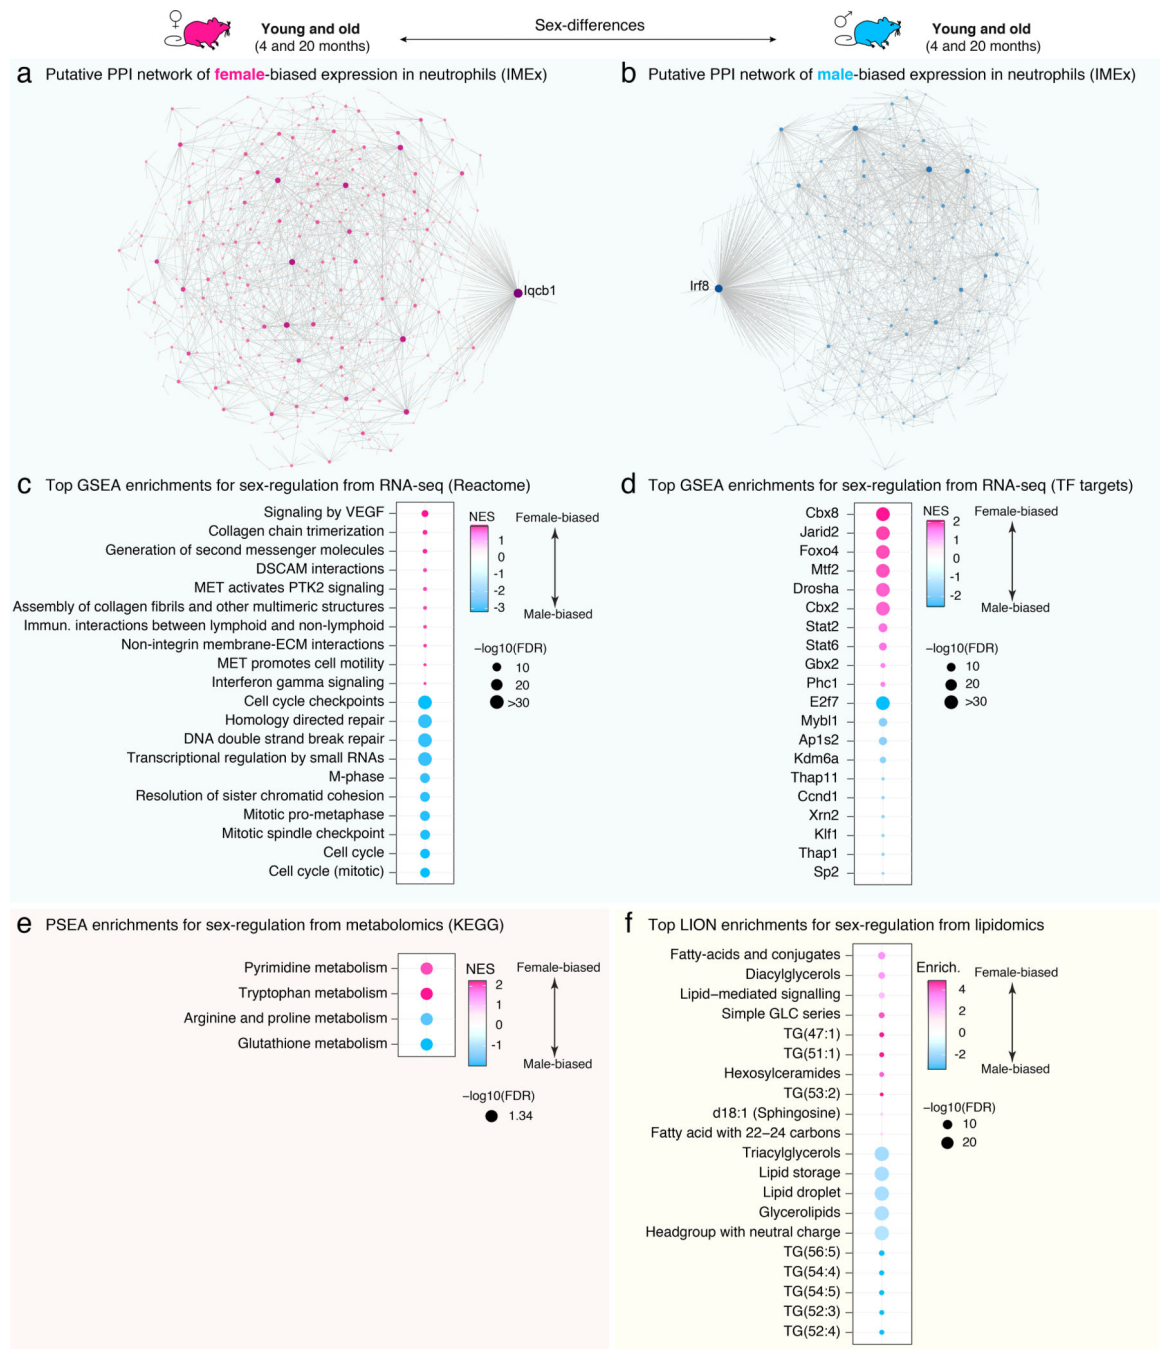 ♀
Young and old
(4 and 20 months)
Sex-differences
♂
Young and old
(4 and 20 months)
a Putative PPI network of female-biased expression in neutrophils (IMEx)
Iqcb1
b Putative PPI network of male-biased expression in neutrophils (IMEx)
Irf8
c Top GSEA enrichments for sex-regulation from RNA-seq (Reactome)
Signaling by VEGF
Collagen chain trimerization
Generation of second messenger molecules
DSCAM interactions
MET activates PTK2 signaling
Assembly of collagen fibrils and other multimeric structures
Immun. interactions between lymphoid and non-lymphoid
Non-integrin membrane-ECM interactions
MET promotes cell motility
Interferon gamma signaling
Cell cycle checkpoints
Homology directed repair
DNA double strand break repair
Transcriptional regulation by small RNAs
M-phase
Resolution of sister chromatid cohesion
Mitotic pro-metaphase
Mitotic spindle checkpoint
Cell cycle
Cell cycle (mitotic)
NES
1
0
-1
-2
-3
Female-biased
Male-biased
−log10(FDR)
10
20
>30
d Top GSEA enrichments for sex-regulation from RNA-seq (TF targets)
Cbx8
Jarid2
Foxo4
Mtf2
Drosha
Cbx2
Stat2
Stat6
Gbx2
Phc1
E2f7
Mybl1
Ap1s2
Kdm6a
Thap11
Ccnd1
Xrn2
Klf1
Thap1
Sp2
NES
2
1
0
-1
-2
Female-biased
Male-biased
−log10(FDR)
10
20
>30
e PSEA enrichments for sex-regulation from metabolomics (KEGG)
Pyrimidine metabolism
Tryptophan metabolism
Arginine and proline metabolism
Glutathione metabolism
NES
2
1
0
-1
Female-biased
Male-biased
−log10(FDR)
1.34
f Top LION enrichments for sex-regulation from lipidomics
Fatty-acids and conjugates
Diacylglycerols
Lipid−mediated signalling
Simple GLC series
TG(47:1)
TG(51:1)
Hexosylceramides
TG(53:2)
d18:1 (Sphingosine)
Fatty acid with 22−24 carbons
Triacylglycerols
Lipid storage
Lipid droplet
Glycerolipids
Headgroup with neutral charge
TG(56:5)
TG(54:4)
TG(54:5)
TG(52:3)
TG(52:4)
Enrich.
4
2
0
-2
Female-biased
Male-biased
−log10(FDR)
10
20